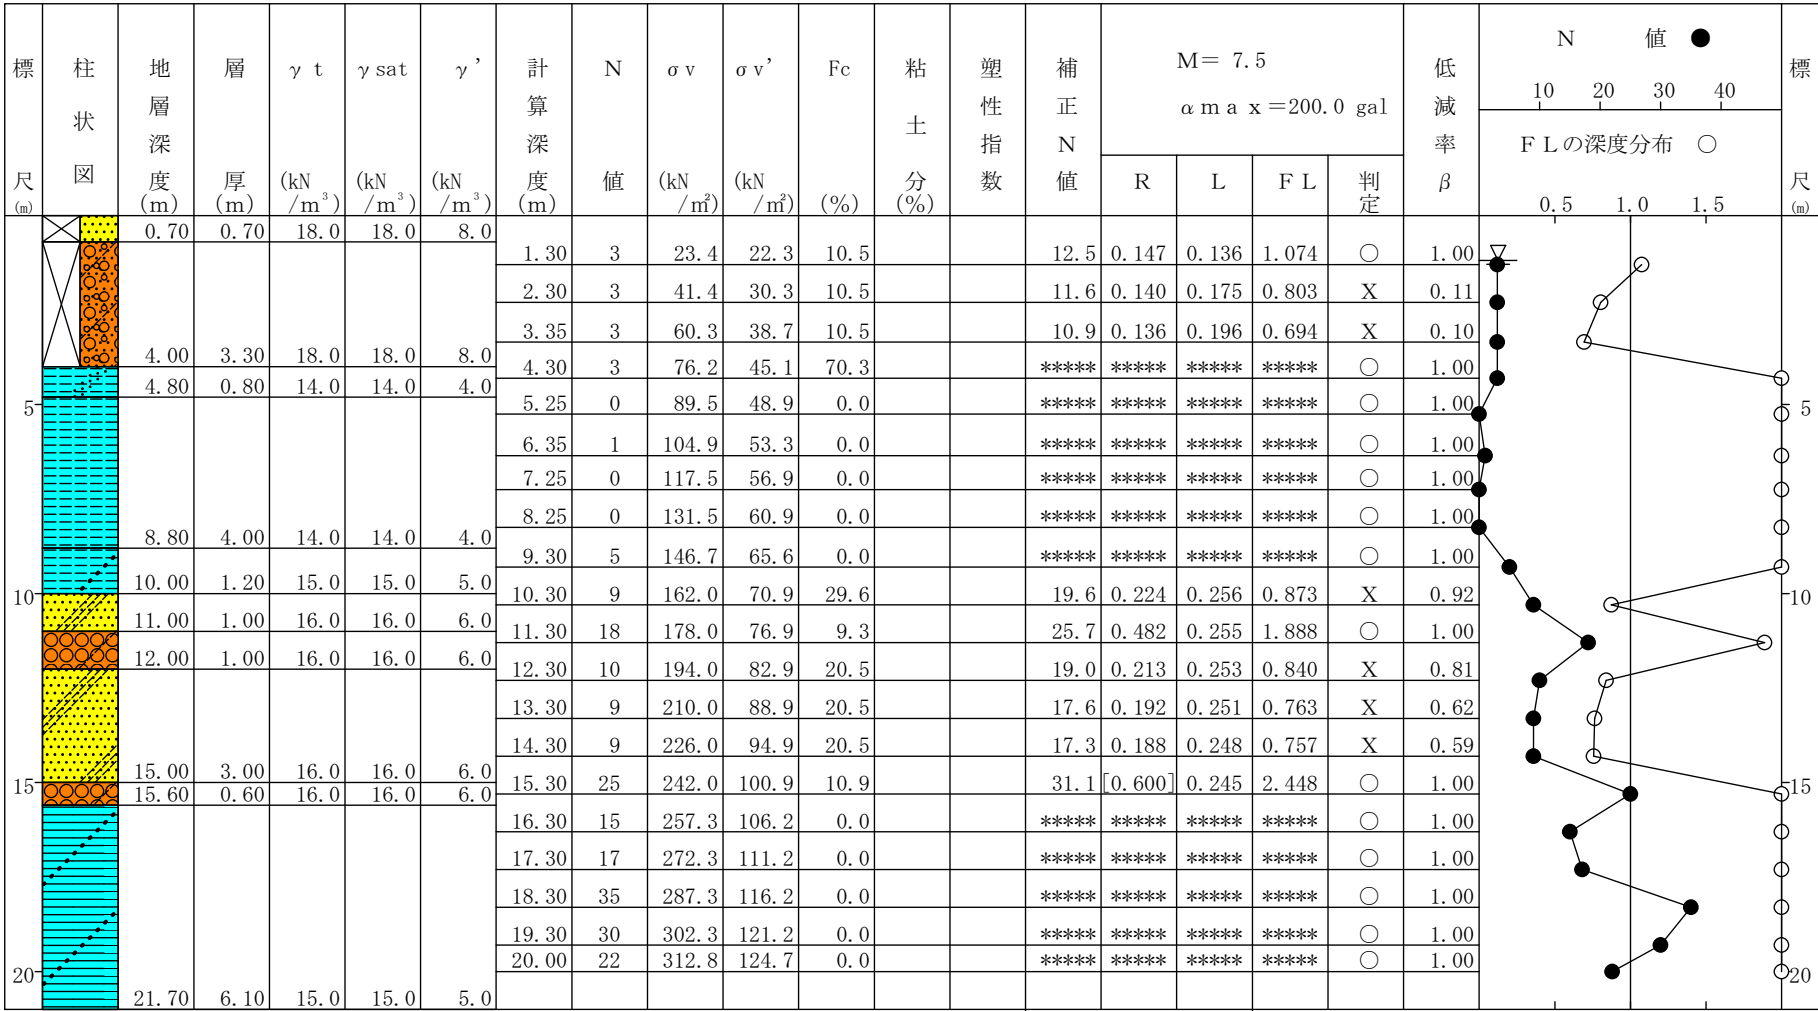 標尺(m) 柱状図 地層深度(m) 層厚(m) γ t (kN/m³) γ sat (kN/m³) γ' (kN/m³) 計算深度(m) N値 σ v (kN/㎡) σ v' (kN/㎡) Fc (%) 粘土分(%) 塑性指数 補正N値 M= 7.5 α m a x =200.0 gal 低減率β N 値 ● 標尺(m)
R L F L 判定
10 20 30 40
F Lの深度分布 ○
0.5 1.0 1.5
0.70 0.70 18.0 18.0 8.0
1.30 3 23.4 22.3 10.5 12.5 0.147 0.136 1.074 ○ 1.00
2.30 3 41.4 30.3 10.5 11.6 0.140 0.175 0.803 X 0.11
3.35 3 60.3 38.7 10.5 10.9 0.136 0.196 0.694 X 0.10
4.00 3.30 18.0 18.0 8.0
4.30 3 76.2 45.1 70.3 ***** ***** ***** ***** ○ 1.00
4.80 0.80 14.0 14.0 4.0
5 5.25 0 89.5 48.9 0.0 ***** ***** ***** ***** ○ 1.00 5
6.35 1 104.9 53.3 0.0 ***** ***** ***** ***** ○ 1.00
7.25 0 117.5 56.9 0.0 ***** ***** ***** ***** ○ 1.00
8.25 0 131.5 60.9 0.0 ***** ***** ***** ***** ○ 1.00
8.80 4.00 14.0 14.0 4.0
9.30 5 146.7 65.6 0.0 ***** ***** ***** ***** ○ 1.00
10.00 1.20 15.0 15.0 5.0
10 10.30 9 162.0 70.9 29.6 19.6 0.224 0.256 0.873 X 0.92 10
11.00 1.00 16.0 16.0 6.0
11.30 18 178.0 76.9 9.3 25.7 0.482 0.255 1.888 ○ 1.00
12.00 1.00 16.0 16.0 6.0
12.30 10 194.0 82.9 20.5 19.0 0.213 0.253 0.840 X 0.81
13.30 9 210.0 88.9 20.5 17.6 0.192 0.251 0.763 X 0.62
14.30 9 226.0 94.9 20.5 17.3 0.188 0.248 0.757 X 0.59
15.00 3.00 16.0 16.0 6.0
15 15.30 25 242.0 100.9 10.9 31.1 [0.600] 0.245 2.448 ○ 1.00 15
15.60 0.60 16.0 16.0 6.0
16.30 15 257.3 106.2 0.0 ***** ***** ***** ***** ○ 1.00
17.30 17 272.3 111.2 0.0 ***** ***** ***** ***** ○ 1.00
18.30 35 287.3 116.2 0.0 ***** ***** ***** ***** ○ 1.00
19.30 30 302.3 121.2 0.0 ***** ***** ***** ***** ○ 1.00
20 20.00 22 312.8 124.7 0.0 ***** ***** ***** ***** ○ 1.00 20
21.70 6.10 15.0 15.0 5.0